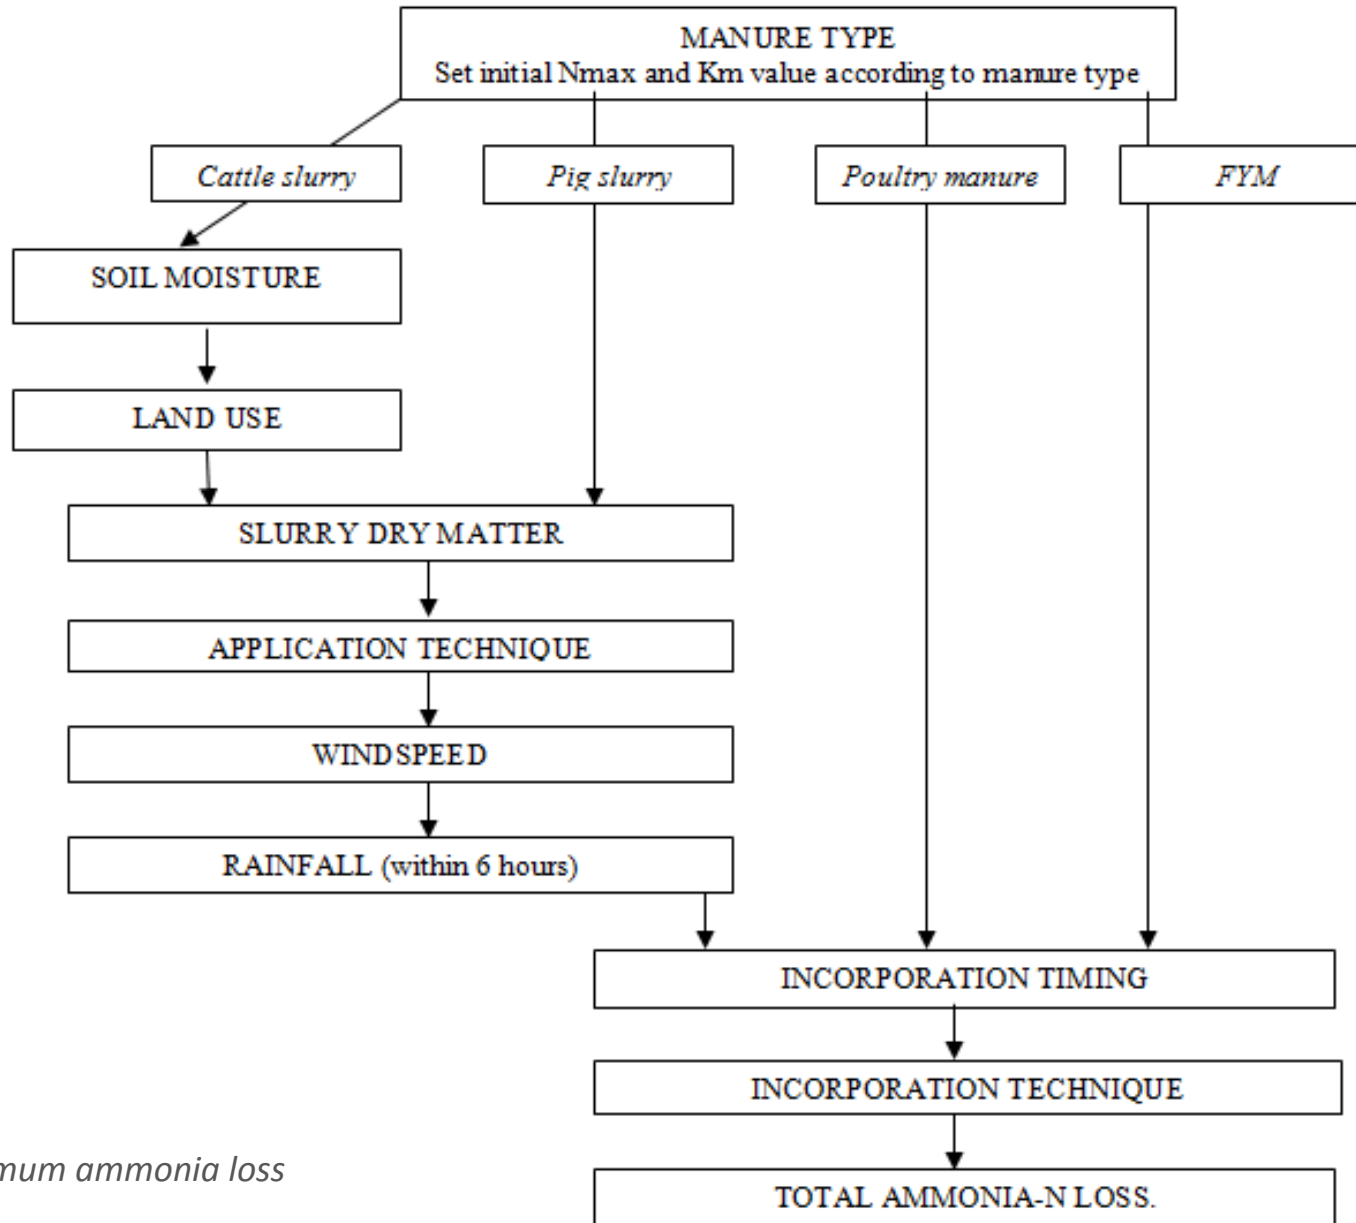 MANURE TYPE
Set initial Nmax and Km value according to manure type
Cattle slurry
Pig slurry
Poultry manure
FYM
SOIL MOISTURE
LAND USE
SLURRY DRY MATTER
APPLICATION TECHNIQUE
WINDSPEED
RAINFALL (within 6 hours)
INCORPORATION TIMING
INCORPORATION TECHNIQUE
mum ammonia loss
TOTAL AMMONIA-N LOSS.